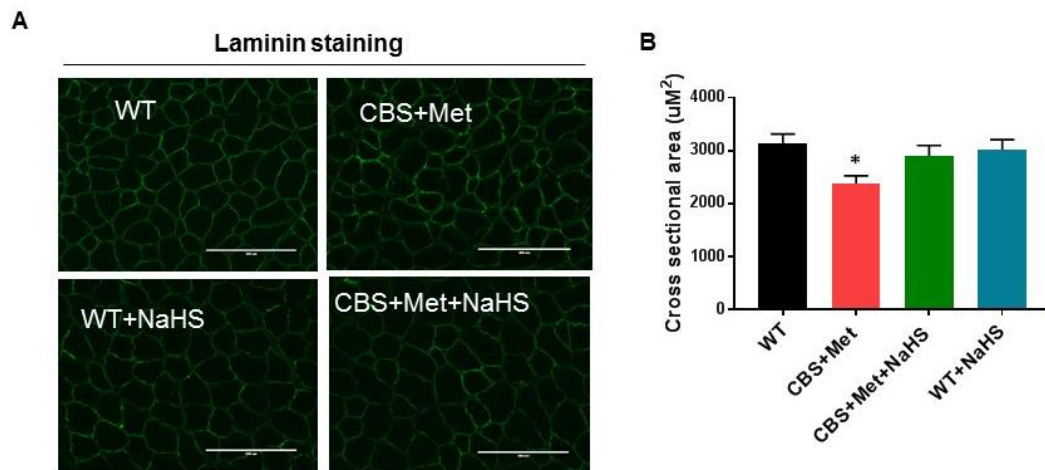 A
Laminin staining
WT
CBS+Met
WT+NaHS
CBS+Met+NaHS
B
Cross sectional area (uM²)
4000
3000
2000
1000
0
*
WT
CBS+Met
CBS+Met+NaHS
WT+NaHS